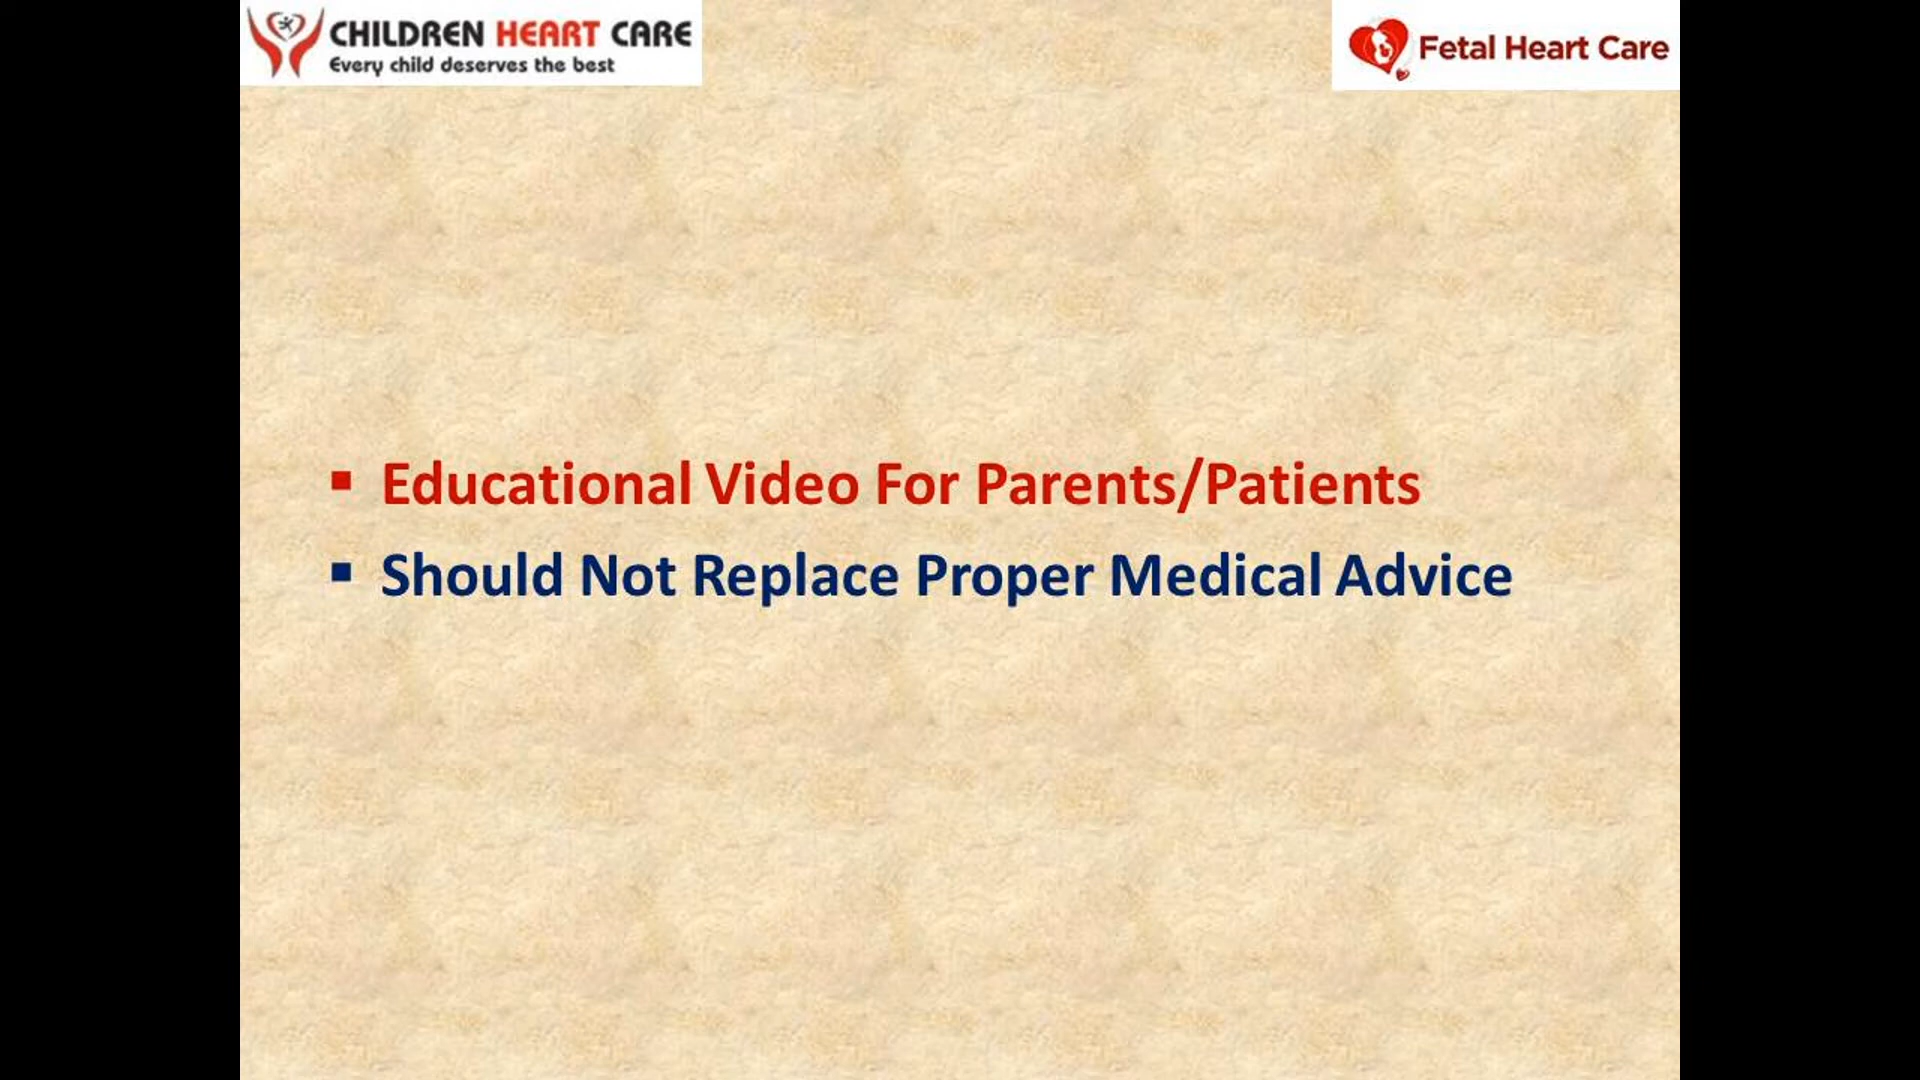 CHILDREN HEART CARE
Every child deserves the best
Fetal Heart Care
▪ Educational Video For Parents/Patients
▪ Should Not Replace Proper Medical Advice